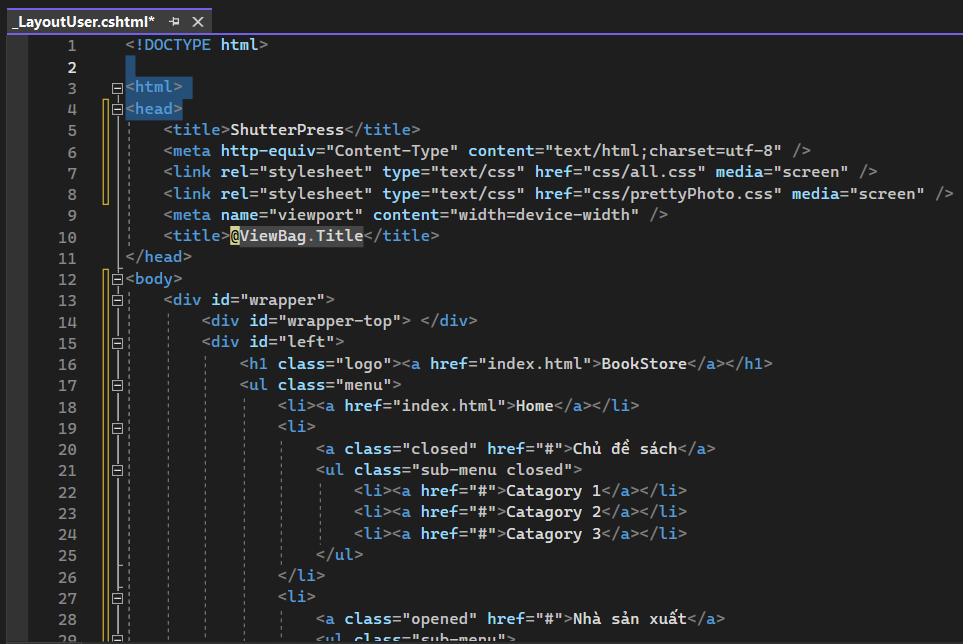 _LayoutUser.cshtml*
1 <!DOCTYPE html>
2
3 <html>
4 <head>
5 <title>ShutterPress</title>
6 <meta http-equiv="Content-Type" content="text/html;charset=utf-8" />
7 <link rel="stylesheet" type="text/css" href="css/all.css" media="screen" />
8 <link rel="stylesheet" type="text/css" href="css/prettyPhoto.css" media="screen" />
9 <meta name="viewport" content="width=device-width" />
10 <title>@ViewBag.Title</title>
11 </head>
12 <body>
13 <div id="wrapper">
14 <div id="wrapper-top"> </div>
15 <div id="left">
16 <h1 class="logo"><a href="index.html">BookStore</a></h1>
17 <ul class="menu">
18 <li><a href="index.html">Home</a></li>
19 <li>
20 <a class="closed" href="#">Chủ đề sách</a>
21 <ul class="sub-menu closed">
22 <li><a href="#">Catagory 1</a></li>
23 <li><a href="#">Catagory 2</a></li>
24 <li><a href="#">Catagory 3</a></li>
25 </ul>
26 </li>
27 <li>
28 <a class="opened" href="#">Nhà sản xuất</a>
29 <ul class="sub-menu">